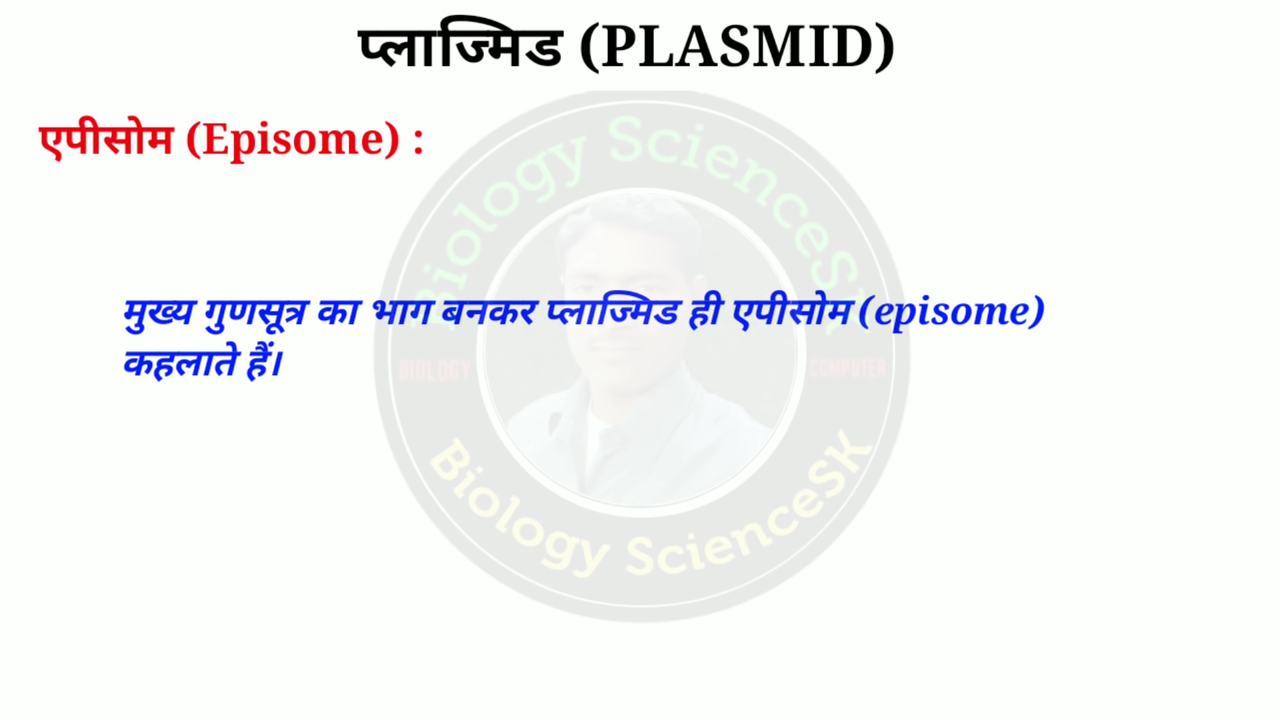 प्लाज्मिड (PLASMID)
एपीसोम (Episome) :
Biology ScienceSK
मुख्य गुणसूत्र का भाग बनकर प्लाज्मिड ही एपीसोम (episome)
कहलाते हैं।
BIOLOGY
COMPUTER
Biology ScienceSK